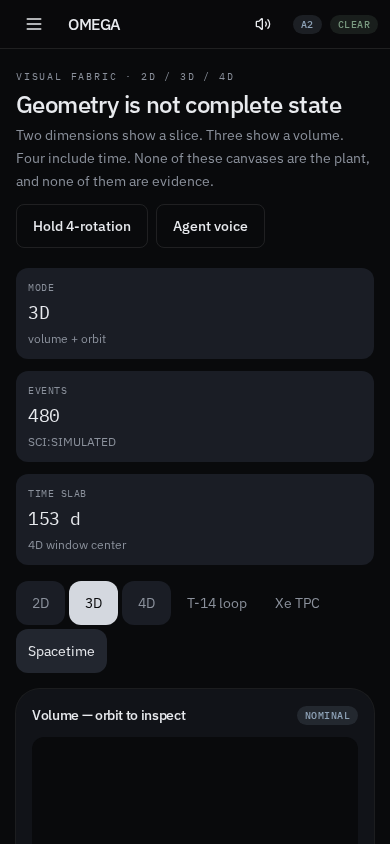 OMEGA
A2
CLEAR
VISUAL FABRIC · 2D / 3D / 4D
Geometry is not complete state
Two dimensions show a slice. Three show a volume.
Four include time. None of these canvases are the plant,
and none of them are evidence.
Hold 4-rotation
Agent voice
MODE
3D
volume + orbit
EVENTS
480
SCI:SIMULATED
TIME SLAB
153 d
4D window center
2D
3D
4D
T-14 loop
Xe TPC
Spacetime
Volume — orbit to inspect
NOMINAL